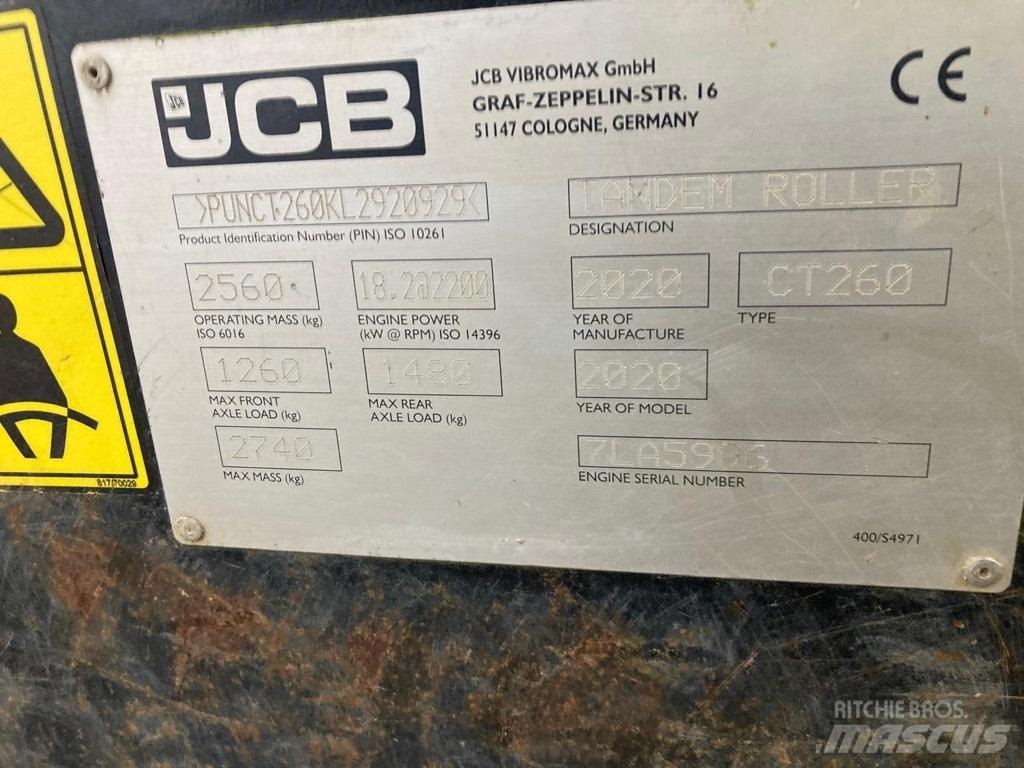 JCB
JCB
JCB VIBROMAX GmbH
GRAF-ZEPPELIN-STR. 16
51147 COLOGNE, GERMANY
CE
>PUNCT260KL2920929<
Product Identification Number (PIN) ISO 10261
TANDEM ROLLER
DESIGNATION
2560
OPERATING MASS (kg)
ISO 6016
18.2@2200
ENGINE POWER
(kW @ RPM) ISO 14396
2020
YEAR OF
MANUFACTURE
CT260
TYPE
1260
MAX FRONT
AXLE LOAD (kg)
1480
MAX REAR
AXLE LOAD (kg)
2020
YEAR OF MODEL
2740
MAX MASS (kg)
ENGINE SERIAL NUMBER
400/S4971
817/70029
RITCHIE BROS.
MASCUS